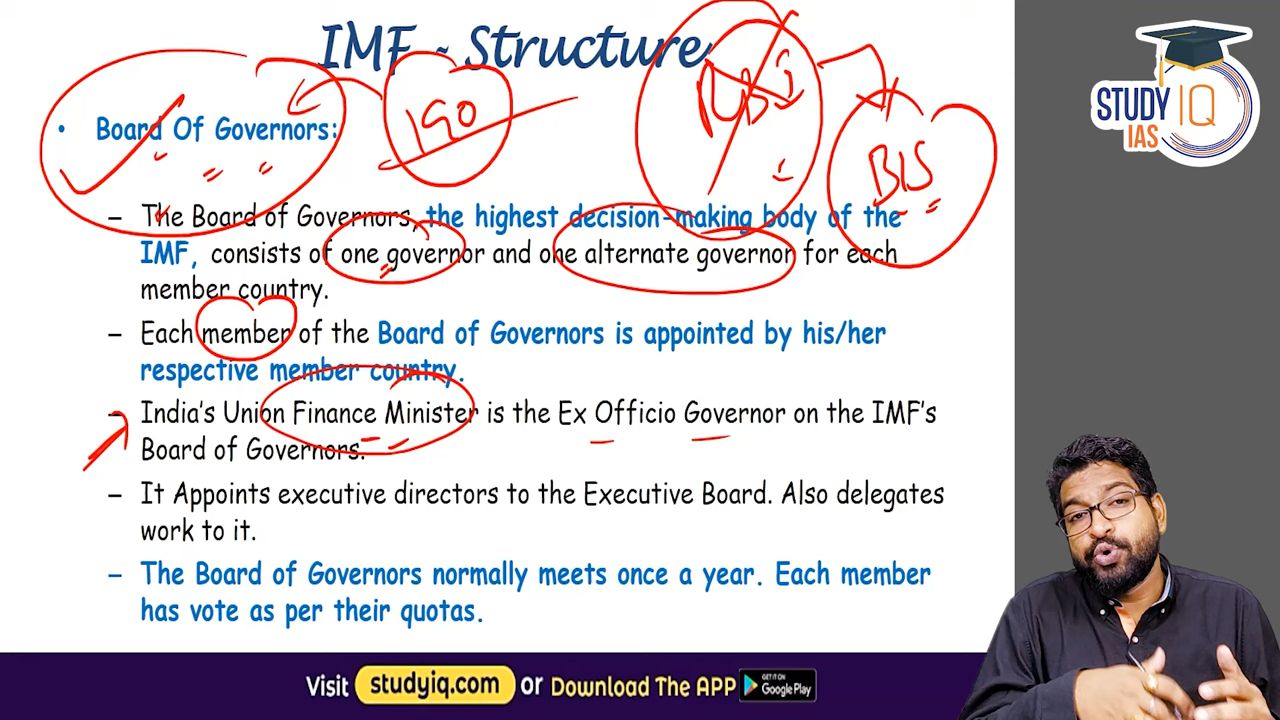 IMF - Structure
STUDY IQ
IAS
190
RBI
BIS
• Board Of Governors:
– The Board of Governors, the highest decision-making body of the
IMF, consists of one governor and one alternate governor for each
member country.
– Each member of the Board of Governors is appointed by his/her
respective member country.
– India's Union Finance Minister is the Ex Officio Governor on the IMF's
Board of Governors.
– It Appoints executive directors to the Executive Board. Also delegates
work to it.
– The Board of Governors normally meets once a year. Each member
has vote as per their quotas.
Visit studyiq.com or Download The APP GET IT ON Google Play